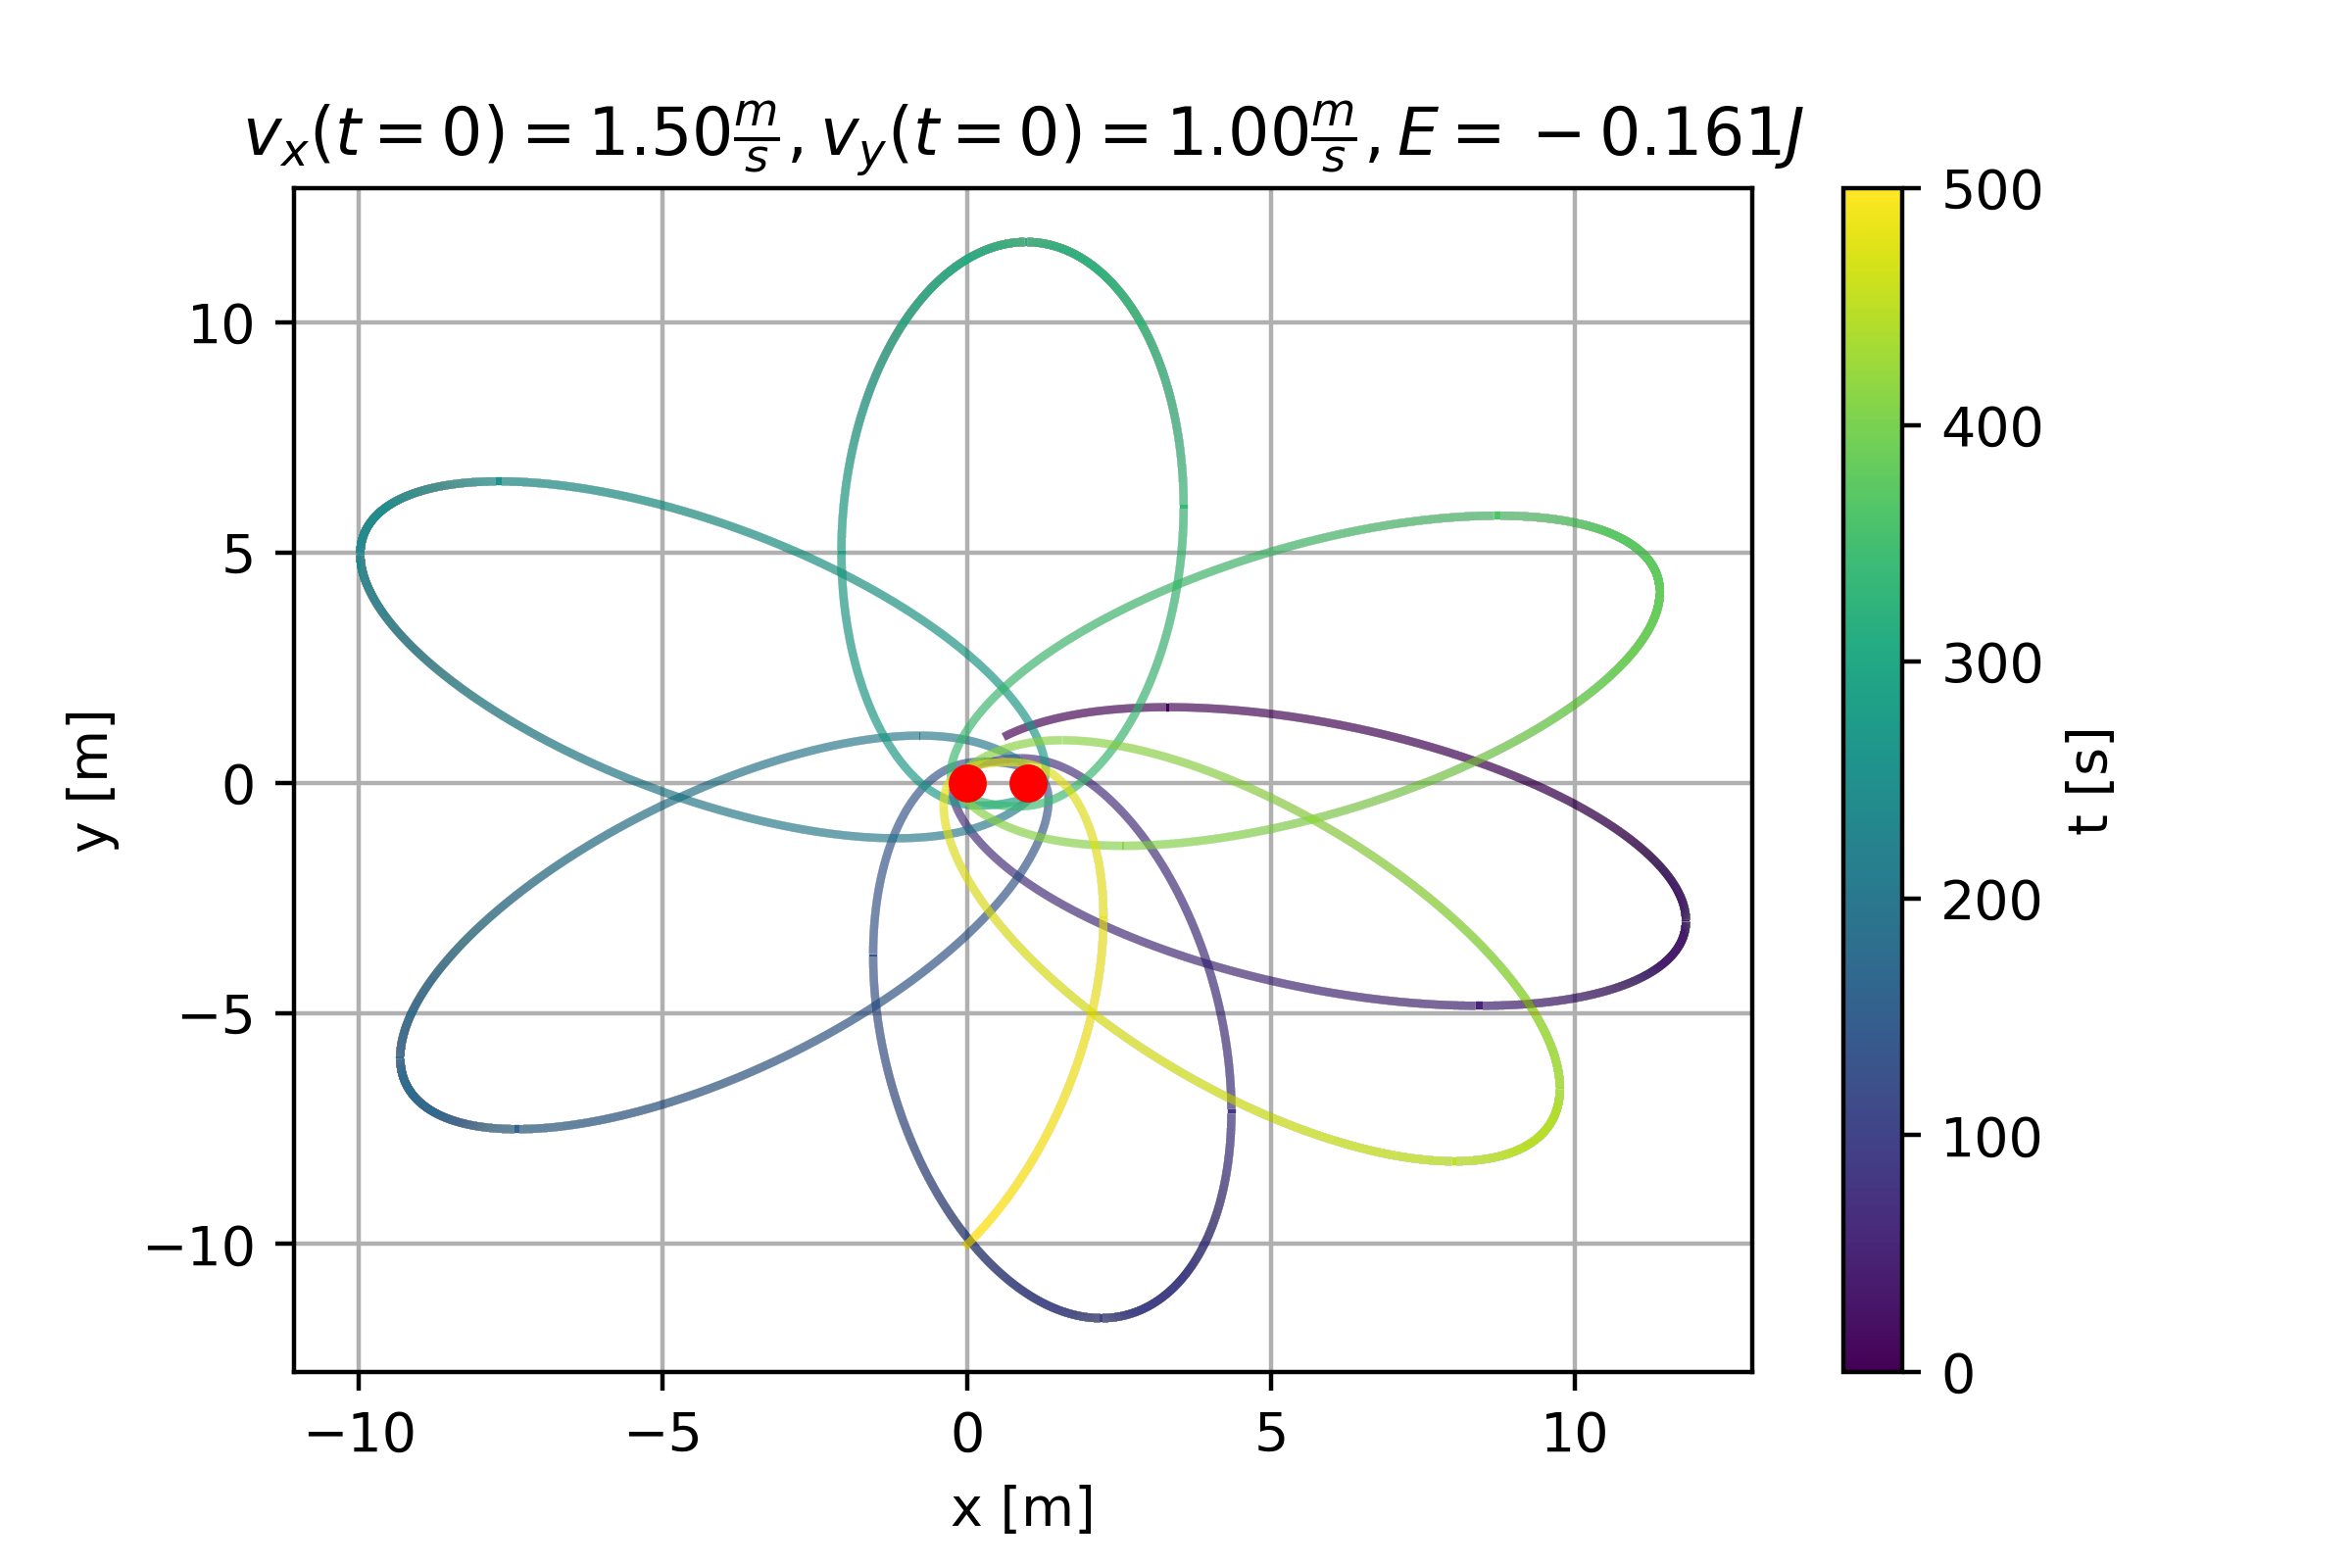 v_x(t = 0) = 1.50 m/s, v_y(t = 0) = 1.00 m/s, E = −0.161J
10
5
0
−5
−10
y [m]
−10 −5 0 5 10
x [m]
500
400
300
200
100
0
t [s]